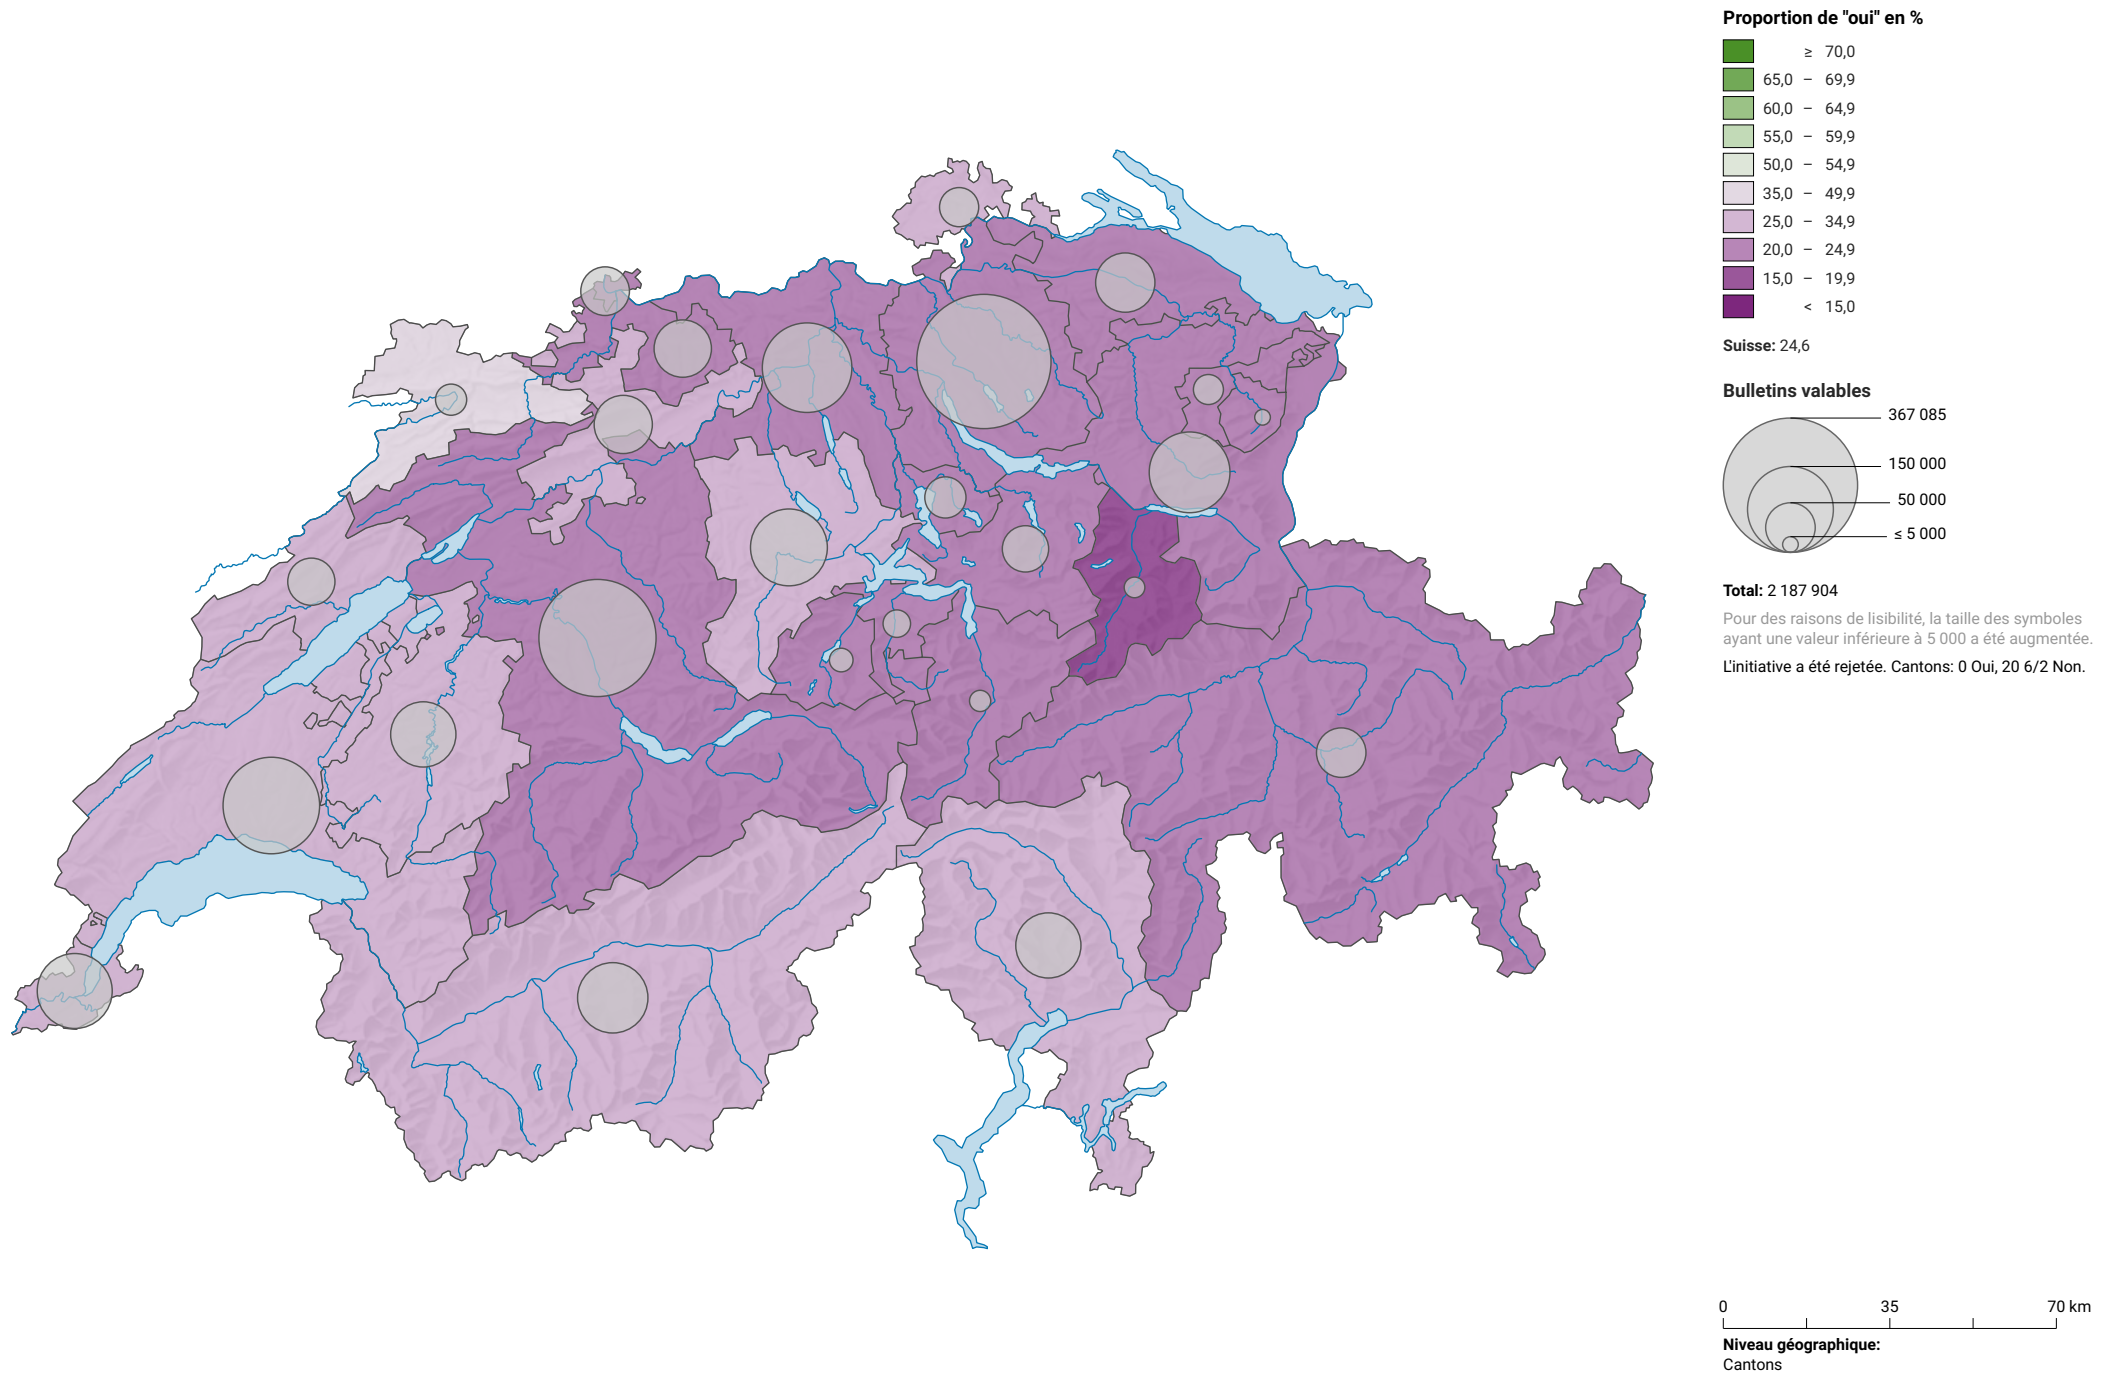 Proportion de "oui" en %
≥ 70,0
65,0 – 69,9
60,0 – 64,9
55,0 – 59,9
50,0 – 54,9
35,0 – 49,9
25,0 – 34,9
20,0 – 24,9
15,0 – 19,9
< 15,0
Suisse: 24,6
Bulletins valables
367 085
150 000
50 000
≤ 5 000
Total: 2 187 904
Pour des raisons de lisibilité, la taille des symboles
ayant une valeur inférieure à 5 000 a été augmentée.
L'initiative a été rejetée. Cantons: 0 Oui, 20 6/2 Non.
0 35 70 km
Niveau géographique:
Cantons